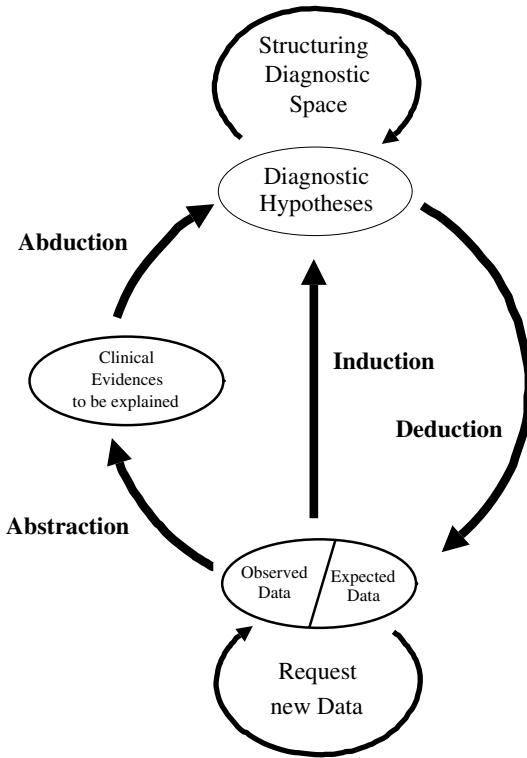 Structuring
Diagnostic
Space
Diagnostic
Hypotheses
Abduction
Clinical
Evidences
to be explained
Induction
Deduction
Abstraction
Observed
Data
Expected
Data
Request
new Data